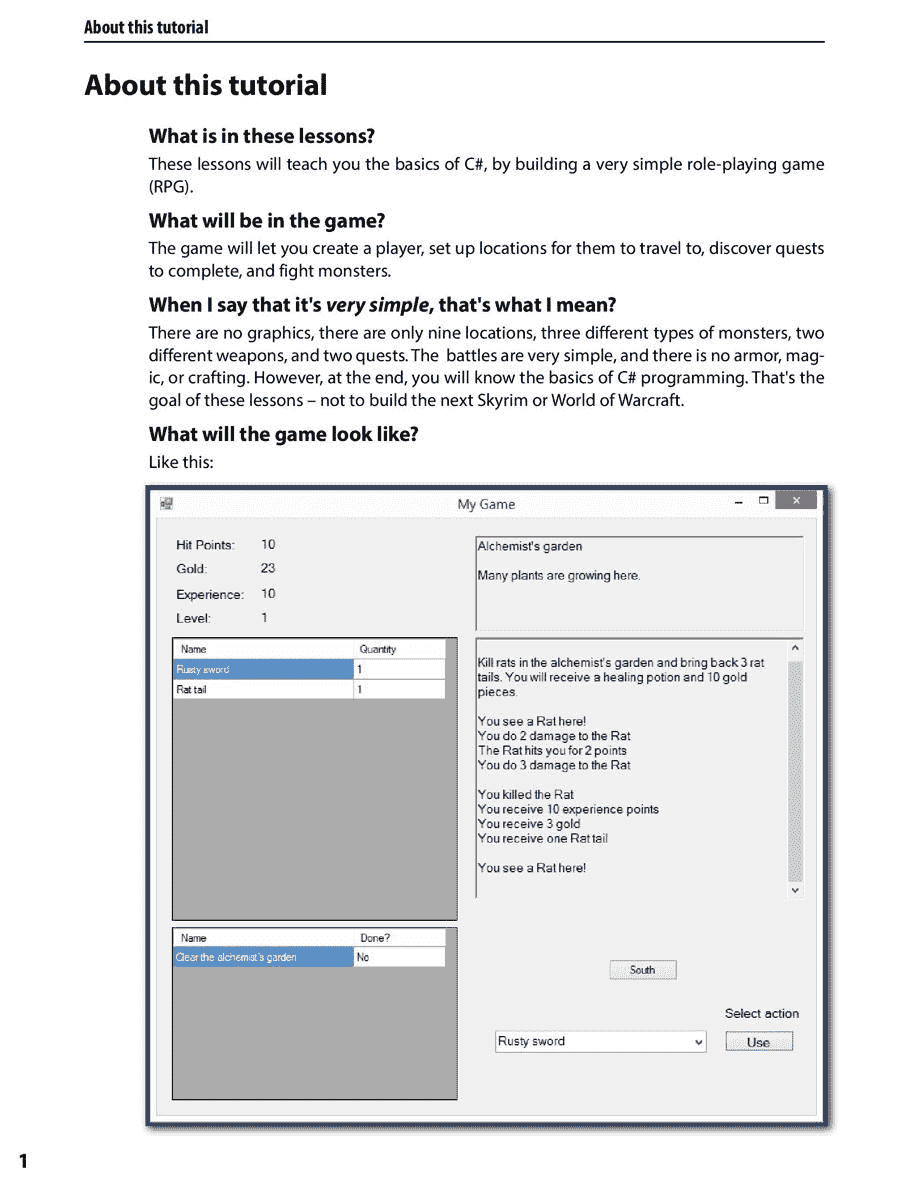 About this tutorial
About this tutorial
What is in these lessons?
These lessons will teach you the basics of C#, by building a very simple role-playing game
(RPG).
What will be in the game?
The game will let you create a player, set up locations for them to travel to, discover quests
to complete, and fight monsters.
When I say that it's very simple, that's what I mean?
There are no graphics, there are only nine locations, three different types of monsters, two
different weapons, and two quests. The battles are very simple, and there is no armor, mag-
ic, or crafting. However, at the end, you will know the basics of C# programming. That's the
goal of these lessons – not to build the next Skyrim or World of Warcraft.
What will the game look like?
Like this:
My Game
Hit Points: 10
Gold: 23
Experience: 10
Level: 1
Alchemist's garden
Many plants are growing here.
Name Quantity
Rusty sword 1
Rat tail 1
Kill rats in the alchemist's garden and bring back 3 rat
tails. You will receive a healing potion and 10 gold
pieces.
You see a Rat here!
You do 2 damage to the Rat
The Rat hits you for 2 points
You do 3 damage to the Rat
You killed the Rat
You receive 10 experience points
You receive 3 gold
You receive one Rat tail
You see a Rat here!
Name Done?
Clear the alchemist's garden No
South
Select action
Rusty sword
Use
1